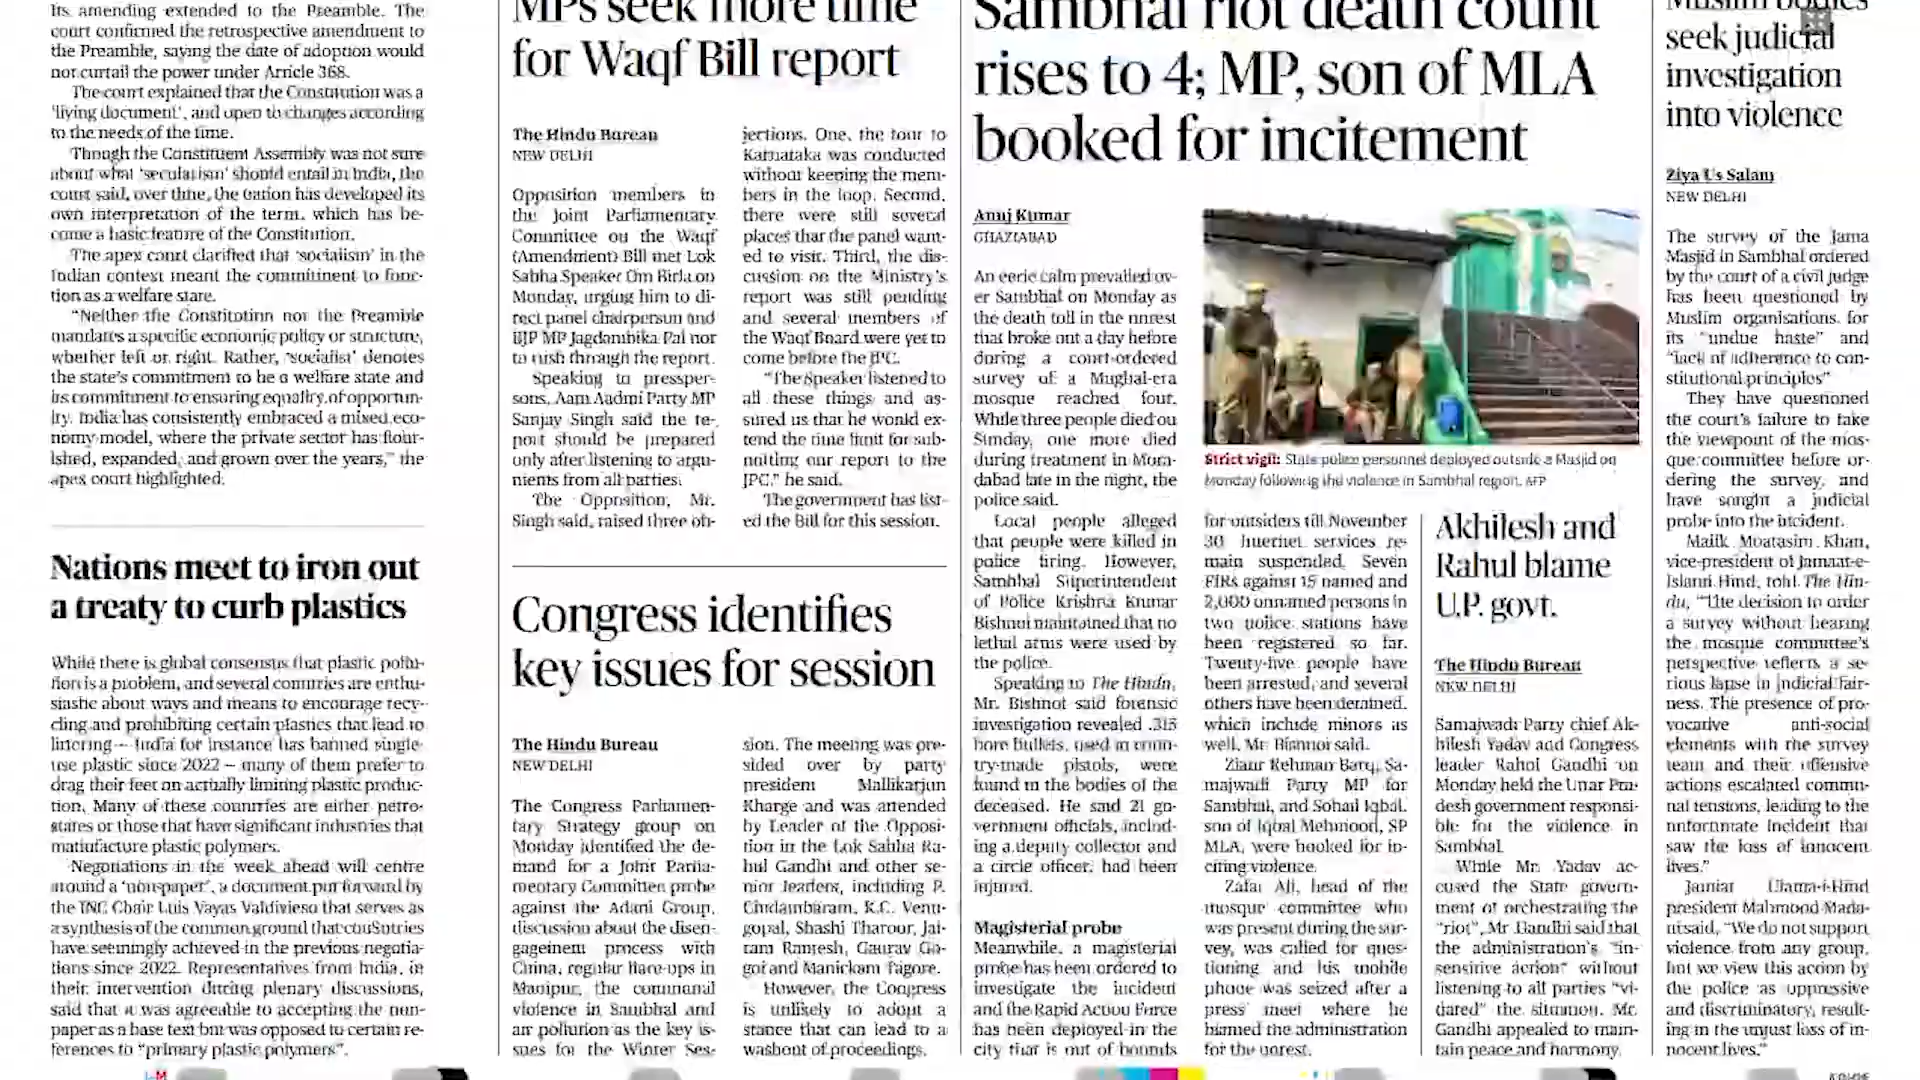 its amending extended to the Preamble. The
court confirmed the retrospective amendment to
the Preamble, saying the date of adoption would
not curtail the power under Article 368.
The court explained that the Constitution was a
'living document', and open to changes according
to the needs of the time.
Though the Constituent Assembly was not sure
about what 'secularism' should entail in India, the
court said, over time, the nation has developed its
own interpretation of the term, which has be-
come a basic feature of the Constitution.
The apex court clarified that 'socialism' in the
Indian context meant the commitment to func-
tion as a welfare state.
"Neither the Constitution nor the Preamble
mandates a specific economic policy or structure,
whether left or right. Rather, 'socialist' denotes
the state's commitment to be a welfare state and
its commitment to ensuring equality of opportun-
ity. India has consistently embraced a mixed eco-
nomy model, where the private sector has flour-
ished, expanded, and grown over the years," the
apex court highlighted.
Nations meet to iron out
a treaty to curb plastics
While there is global consensus that plastic pollu-
tion is a problem, and several countries are enthu-
siastic about ways and means to encourage recy-
cling and prohibiting certain plastics that lead to
littering — India for instance has banned single-
use plastic since 2022 — many of them prefer to
drag their feet on actually limiting plastic produc-
tion. Many of these countries are either petro-
states or those that have significant industries that
manufacture plastic polymers.
Negotiations in the week ahead will centre
around a 'non-paper', a document put forward by
the INC Chair Luis Vayas Valdivieso that serves as
a synthesis of the common ground that countries
have seemingly achieved in the previous negotia-
tions since 2022. Representatives from India, in
their intervention during plenary discussions,
said that it was agreeable to accepting the non-
paper as a base text but was opposed to certain re-
ferences to "primary plastic polymers".
MPs seek more time
for Waqf Bill report
The Hindu Bureau
NEW DELHI
Opposition members in
the Joint Parliamentary
Committee on the Waqf
(Amendment) Bill met Lok
Sabha Speaker Om Birla on
Monday, urging him to di-
rect panel chairperson and
BJP MP Jagdambika Pal not
to rush through the report.
Speaking to pressper-
sons, Aam Aadmi Party MP
Sanjay Singh said the re-
port should be prepared
only after listening to argu-
ments from all parties.
The Opposition, Mr.
Singh said, raised three ob-
jections. One, the tour to
Karnataka was conducted
without keeping the mem-
bers in the loop. Second,
there were still several
places that the panel want-
ed to visit. Third, the dis-
cussion on the Ministry's
report was still pending
and several members of
the Waqf Board were yet to
come before the JPC.
"The Speaker listened to
all these things and as-
sured us that he would ex-
tend the time limit for sub-
mitting our report to the
JPC," he said.
The government has list-
ed the Bill for this session.
Congress identifies
key issues for session
The Hindu Bureau
NEW DELHI
The Congress Parliamen-
tary Strategy group on
Monday identified the de-
mand for a Joint Parlia-
mentary Committee probe
against the Adani Group,
discussion about the disen-
gagement process with
China, regular flare-ups in
Manipur, the communal
violence in Sambhal and
air pollution as the key is-
sues for the Winter Ses-
sion. The meeting was pre-
sided over by party
president Mallikarjun
Kharge and was attended
by Leader of the Opposi-
tion in the Lok Sabha Ra-
hul Gandhi and other se-
nior leaders, including P.
Chidambaram, K.C. Venu-
gopal, Shashi Tharoor, Jai-
ram Ramesh, Gaurav Go-
goi and Manickam Tagore.
However, the Congress
is unlikely to adopt a
stance that can lead to a
washout of proceedings.
Sambhal riot death count
rises to 4; MP, son of MLA
booked for incitement
Anuj Kumar
GHAZIABAD
An eerie calm prevailed ov-
er Sambhal on Monday as
the death toll in the unrest
that broke out a day before
during a court-ordered
survey of a Mughal-era
mosque reached four.
While three people died on
Sunday, one more died
during treatment in Mora-
dabad late in the night, the
police said.
Local people alleged
that people were killed in
police firing. However,
Sambhal Superintendent
of Police Krishna Kumar
Bishnoi maintained that no
lethal arms were used by
the police.
Speaking to The Hindu,
Mr. Bishnoi said forensic
investigation revealed .315
bore bullets, used in coun-
try-made pistols, were
found in the bodies of the
deceased. He said 21 go-
vernment officials, includ-
ing a deputy collector and
a circle officer, had been
injured.
Magisterial probe
Meanwhile, a magisterial
probe has been ordered to
investigate the incident
and the Rapid Action Force
has been deployed in the
city that is out of bounds
Strict vigil: State police personnel deployed outside a Masjid on
Monday following the violence in Sambhal region. AFP
for outsiders till November
30. Internet services re-
main suspended. Seven
FIRs against 15 named and
2,000 unnamed persons in
two police stations have
been registered so far.
Twenty-five people have
been arrested, and several
others have been detained,
which include minors as
well, Mr. Bishnoi said.
Ziaur Rehman Barq, Sa-
majwadi Party MP for
Sambhal, and Sohail Iqbal,
son of Iqbal Mehmood, SP
MLA, were booked for in-
citing violence.
Zafar Ali, head of the
mosque committee who
was present during the sur-
vey, was called for ques-
tioning and his mobile
phone was seized after a
press meet where he
blamed the administration
for the unrest.
Akhilesh and
Rahul blame
U.P. govt.
The Hindu Bureau
NEW DELHI
Samajwadi Party chief Ak-
hilesh Yadav and Congress
leader Rahul Gandhi on
Monday held the Uttar Pra-
desh government responsi-
ble for the violence in
Sambhal.
While Mr. Yadav ac-
cused the State govern-
ment of orchestrating the
"riot", Mr. Gandhi said that
the administration's "in-
sensitive action" without
listening to all parties "vi-
tiated" the situation. Mr.
Gandhi appealed to main-
tain peace and harmony.
Muslim bodies
seek judicial
investigation
into violence
Ziya Us Salam
NEW DELHI
The survey of the Jama
Masjid in Sambhal ordered
by the court of a civil judge
has been questioned by
Muslim organisations, for
its "undue haste" and
"lack of adherence to con-
stitutional principles".
They have questioned
the court's failure to take
the viewpoint of the mos-
que committee before or-
dering the survey, and
have sought a judicial
probe into the incident.
Malik Moatasim Khan,
vice-president of Jamaat-e-
Islami Hind, told The Hin-
du, "The decision to order
a survey without hearing
the mosque committee's
perspective reflects a se-
rious lapse in judicial fair-
ness. The presence of pro-
vocative anti-social
elements with the survey
team and their offensive
actions escalated commu-
nal tensions, leading to the
unfortunate incident that
saw the loss of innocent
lives."
Jamiat Ulama-i-Hind
president Mahmood Mada-
ni said, "We do not support
violence from any group,
but we view this action by
the police as oppressive
and discriminatory, result-
ing in the unjust loss of in-
nocent lives."